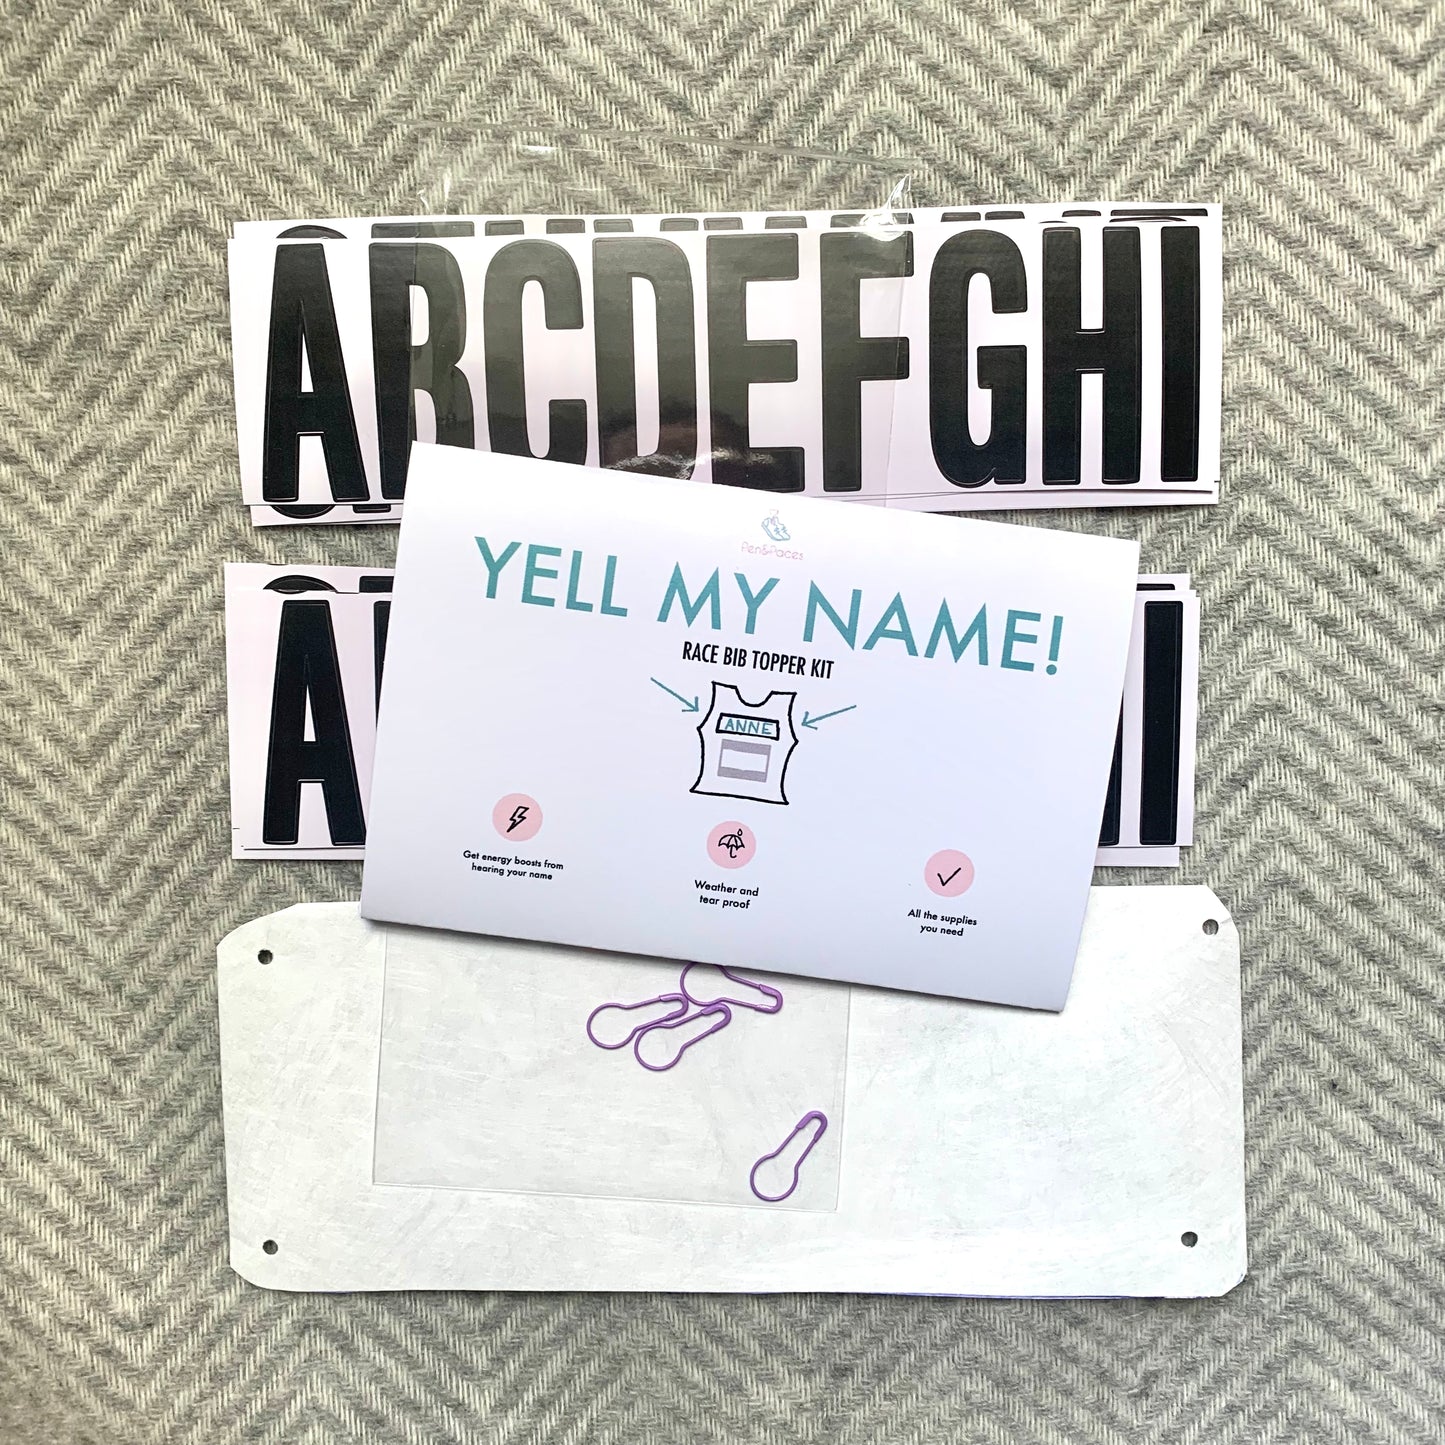 ABCDEFGHI
Pen&Paces
YELL MY NAME!
RACE BIB TOPPER KIT
ANNE
Get energy boosts from
hearing your name
Weather and
tear proof
All the supplies
you need
A
I